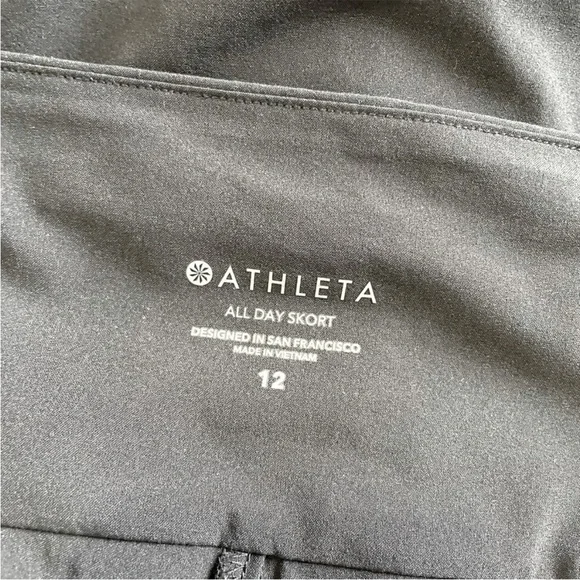 ATHLETA
ALL DAY SKORT
DESIGNED IN SAN FRANCISCO
MADE IN VIETNAM
12